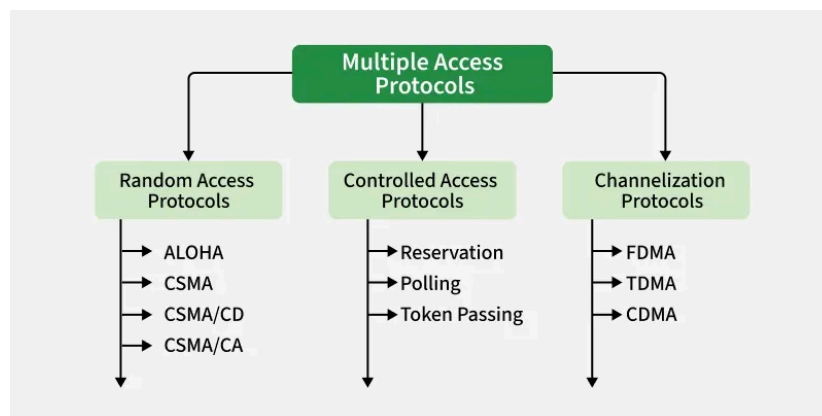 Multiple Access
Protocols
Random Access
Protocols
ALOHA
CSMA
CSMA/CD
CSMA/CA
Controlled Access
Protocols
Reservation
Polling
Token Passing
Channelization
Protocols
FDMA
TDMA
CDMA